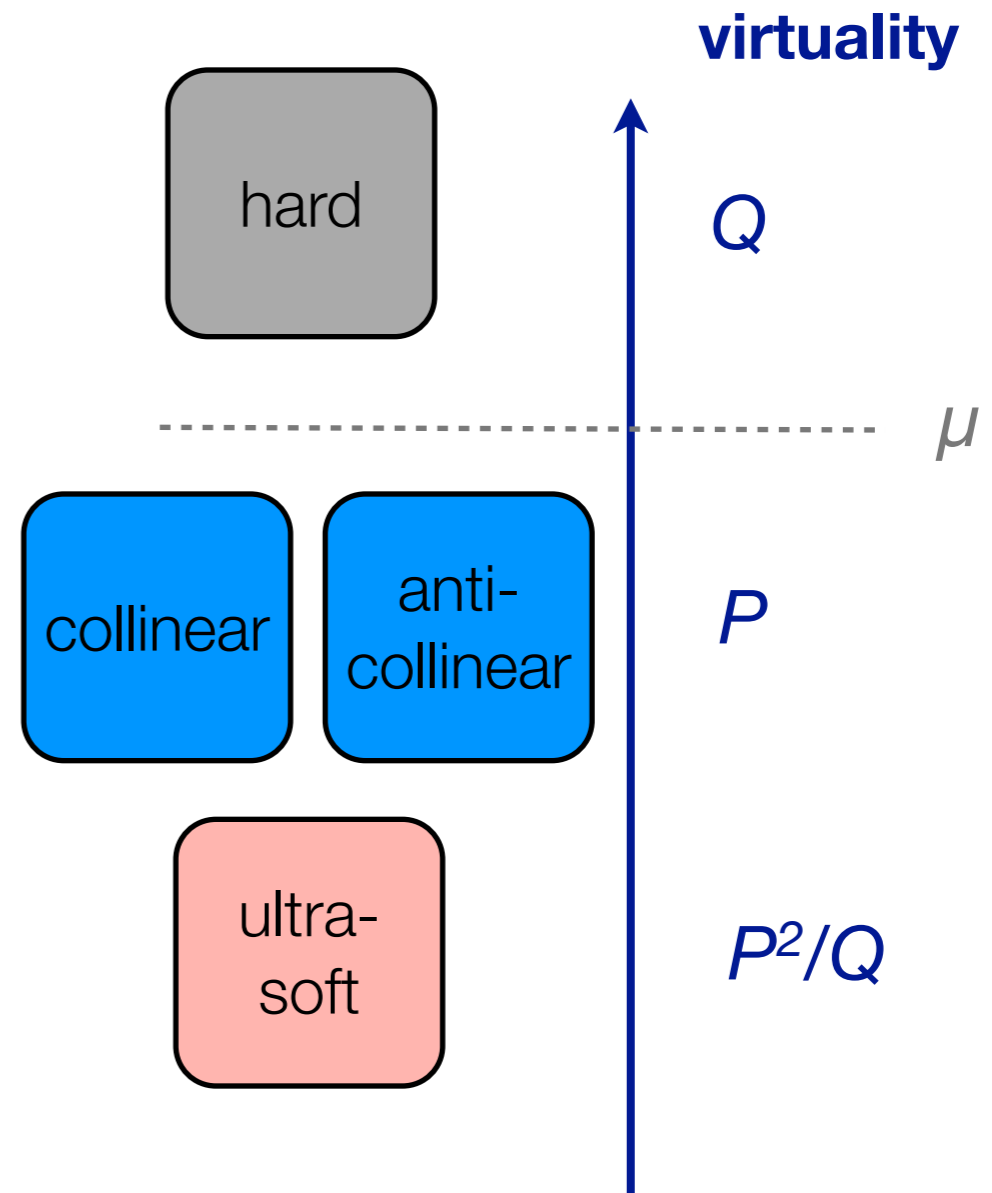 virtuality
hard
Q
μ
collinear
anti-
collinear
P
ultra-
soft
P²/Q